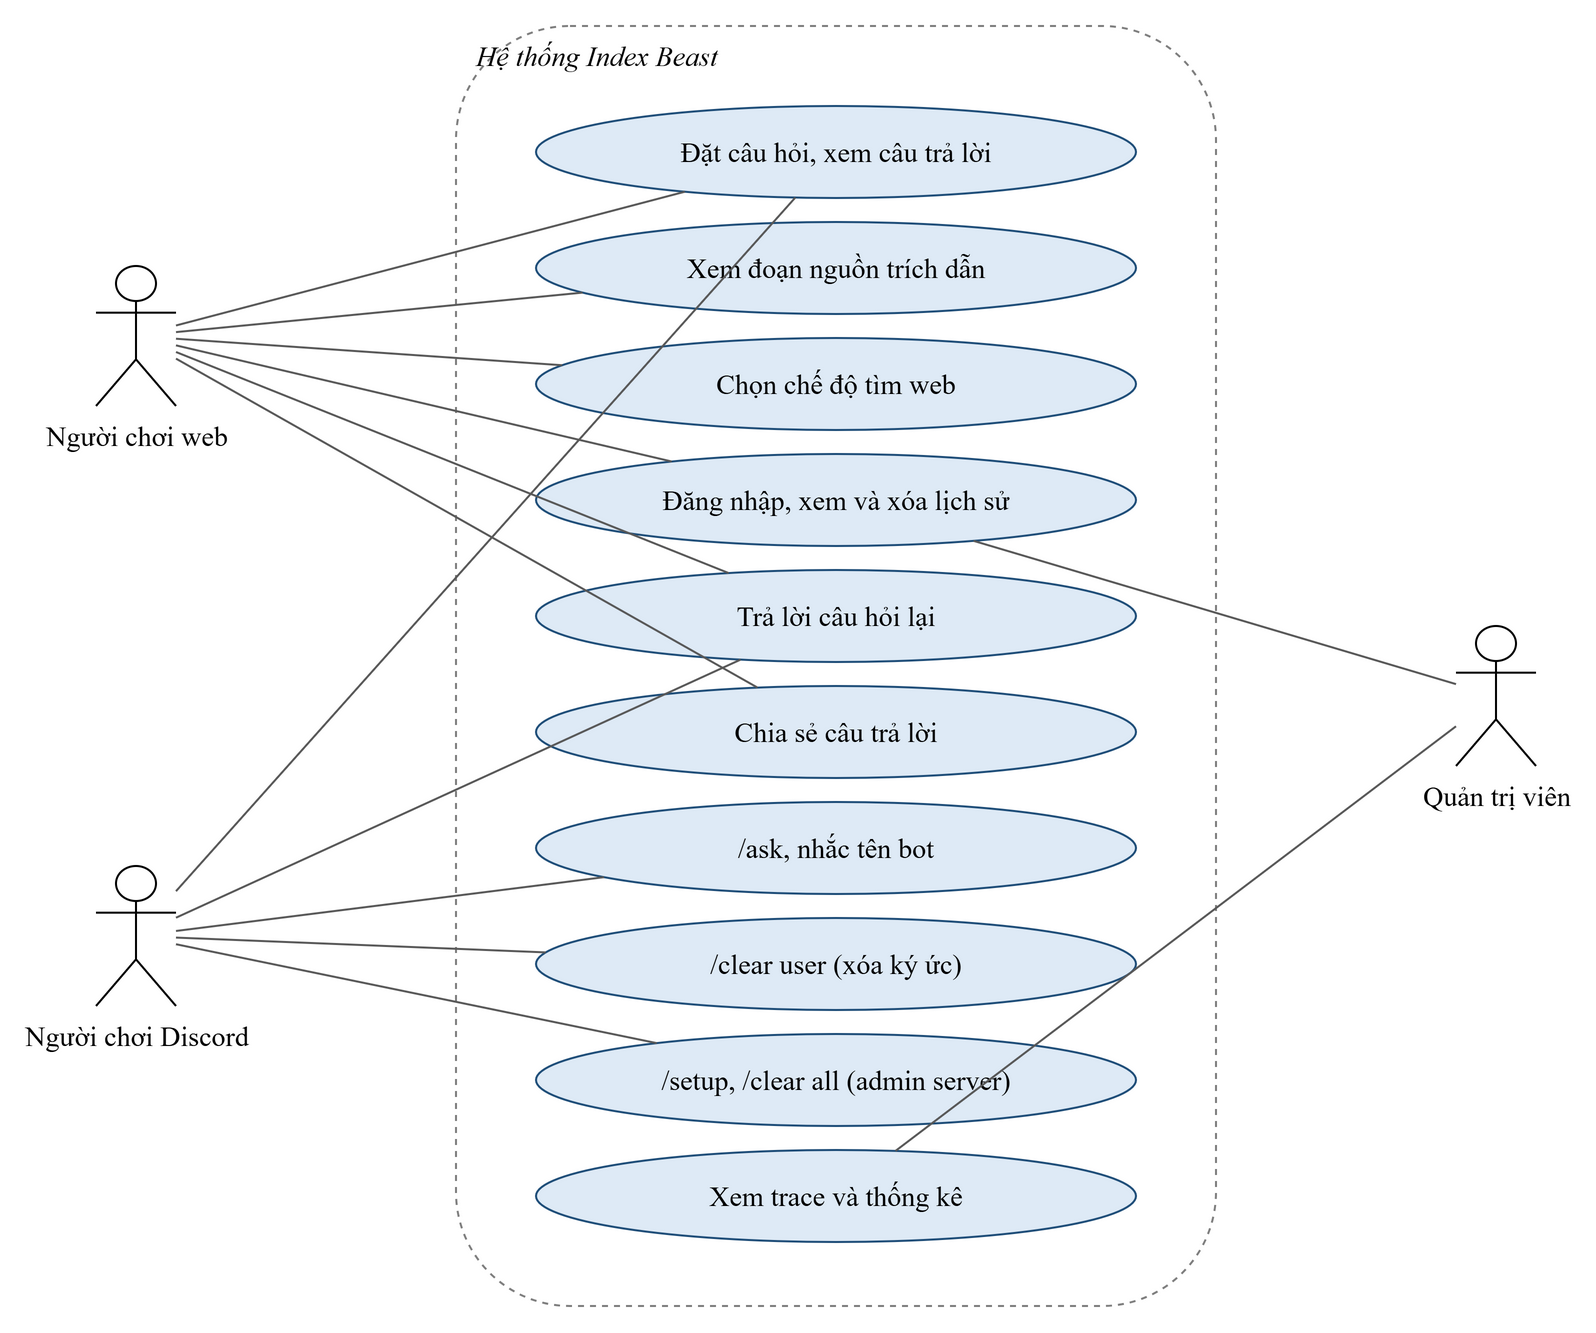 Hệ thống Index Beast
Đặt câu hỏi, xem câu trả lời
Xem đoạn nguồn trích dẫn
Chọn chế độ tìm web
Người chơi web
Đăng nhập, xem và xóa lịch sử
Trả lời câu hỏi lại
Chia sẻ câu trả lời
Quản trị viên
/ask, nhắc tên bot
/clear user (xóa ký ức)
Người chơi Discord
/setup, /clear all (admin server)
Xem trace và thống kê